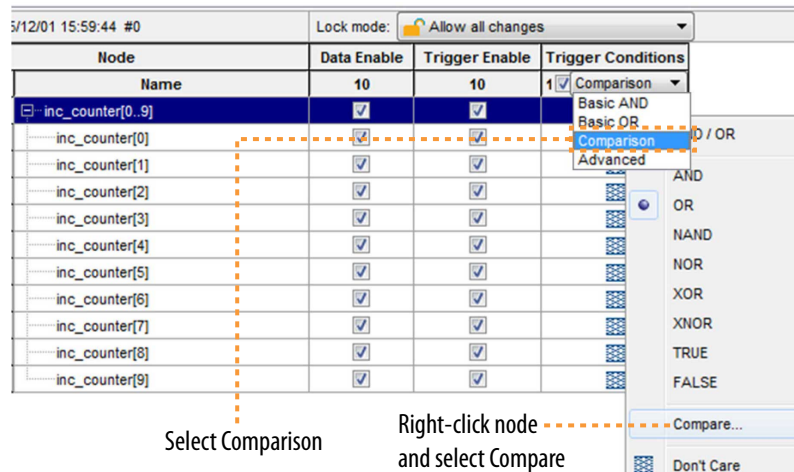 5/12/01 15:59:44 #0 Lock mode: Allow all changes
Node Data Enable Trigger Enable Trigger Conditions
Name 10 10 1 Comparison
inc_counter[0..9] Basic AND
Basic OR
inc_counter[0] Comparison D / OR
Advanced
inc_counter[1] AND
inc_counter[2]
OR
inc_counter[3]
NAND
inc_counter[4]
NOR
inc_counter[5]
inc_counter[6] XOR
inc_counter[7] XNOR
inc_counter[8] TRUE
inc_counter[9] FALSE
Select Comparison
Right-click node Compare...
and select Compare Don't Care